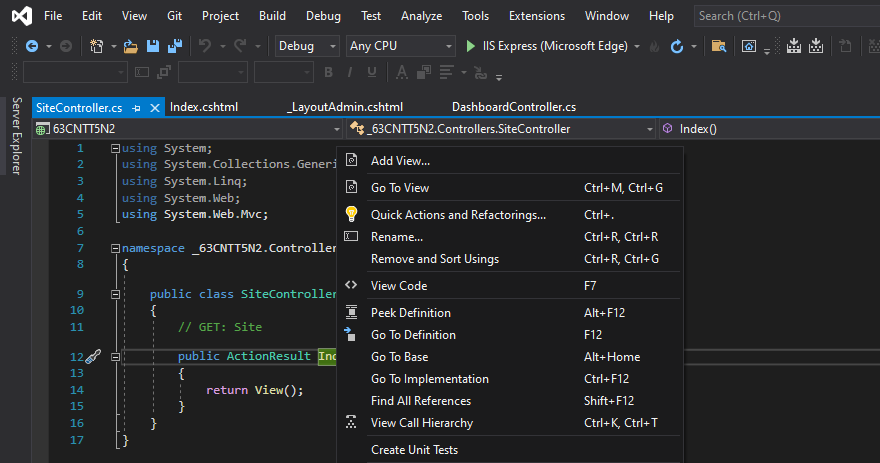 File Edit View Git Project Build Debug Test Analyze Tools Extensions Window Help Search (Ctrl+Q)
Debug Any CPU IIS Express (Microsoft Edge)
B I U A
Server Explorer
SiteController.cs Index.cshtml _LayoutAdmin.cshtml DashboardController.cs
63CNTT5N2 _63CNTT5N2.Controllers.SiteController Index()
1 using System;
2 using System.Collections.Generi
3 using System.Linq;
4 using System.Web;
5 using System.Web.Mvc;
6
7 namespace _63CNTT5N2.Controller
8 {
9 public class SiteController
10 {
11 // GET: Site
12 public ActionResult Ind
13 {
14 return View();
15 }
16 }
17 }
Add View...
Go To View Ctrl+M, Ctrl+G
Quick Actions and Refactorings... Ctrl+.
Rename... Ctrl+R, Ctrl+R
Remove and Sort Usings Ctrl+R, Ctrl+G
View Code F7
Peek Definition Alt+F12
Go To Definition F12
Go To Base Alt+Home
Go To Implementation Ctrl+F12
Find All References Shift+F12
View Call Hierarchy Ctrl+K, Ctrl+T
Create Unit Tests